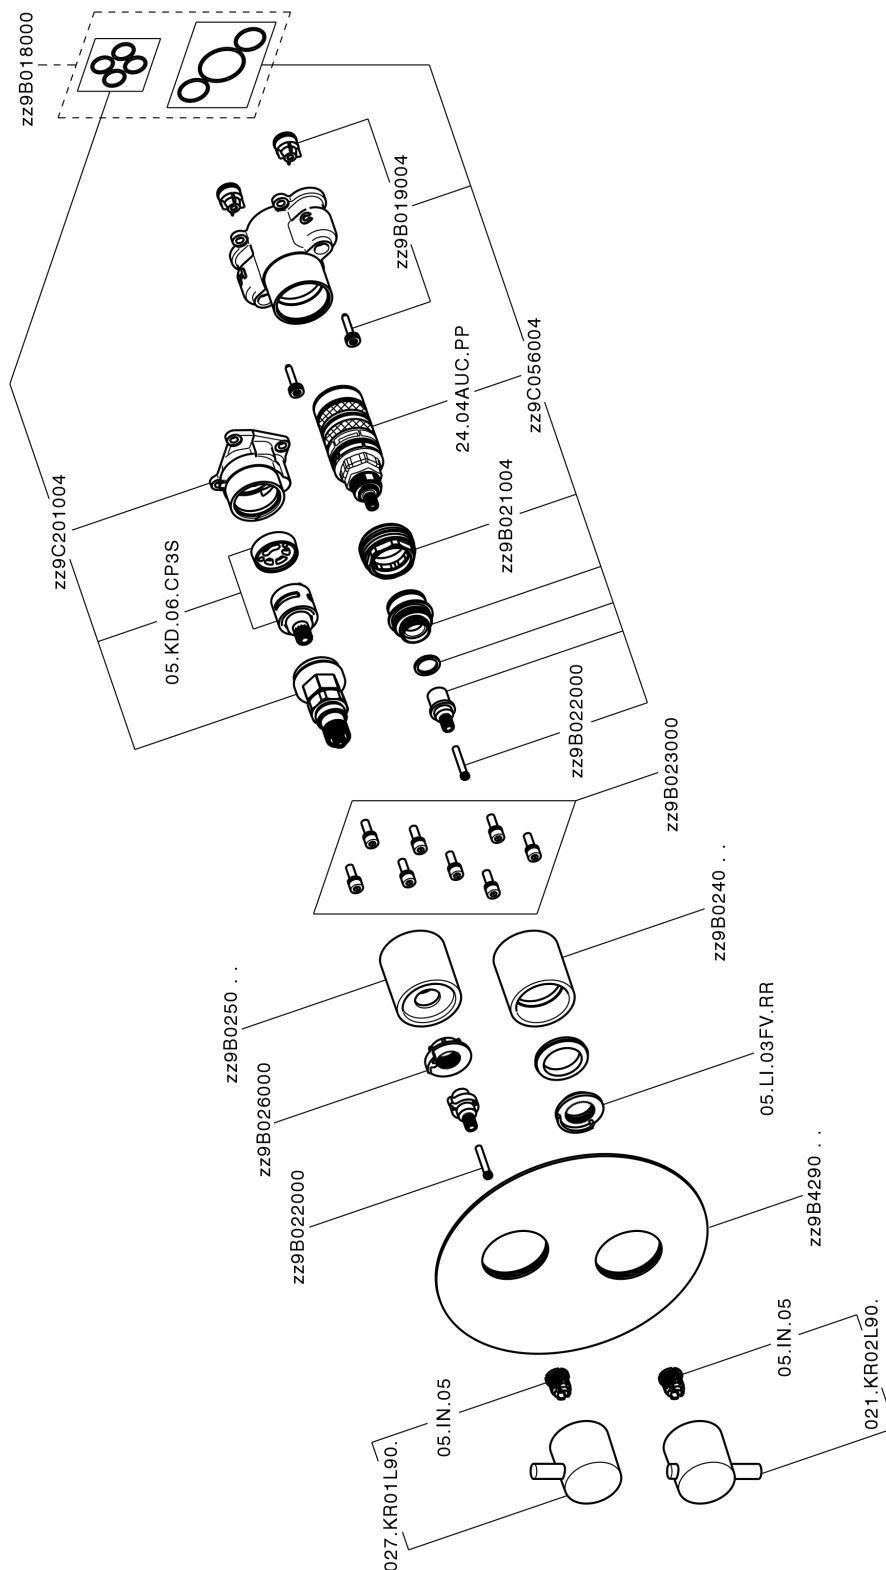 zz9B018000
zz9B019004
24.04AUC.PP
zz9C056004
zz9C201004
05.KD.06.CP3S
zz9B021004
zz9B022000
zz9B023000
zz9B0240 . .
zz9B0250 . .
zz9B026000
05.LI.03FV.RR
zz9B022000
zz9B4290 . .
05.IN.05
021.KR02L90.
05.IN.05
027.KR01L90.